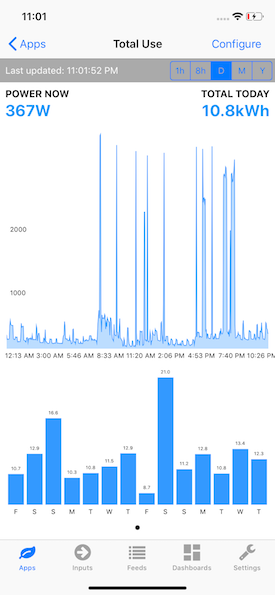 11:01
Apps Total Use Configure
Last updated: 11:01:52 PM 1h 8h D M Y
POWER NOW TOTAL TODAY
367W 10.8kWh
2000
1000
12:13 AM 3:00 AM 5:46 AM 8:33 AM 11:20 AM 2:06 PM 4:53 PM 7:40 PM 10:26 PM
10.7 12.9 16.6 10.3 10.8 11.5 12.9 8.7 21.0 11.2 12.8 10.8 13.4 12.3
F S S M T W T F S S M T W T
Apps Inputs Feeds Dashboards Settings